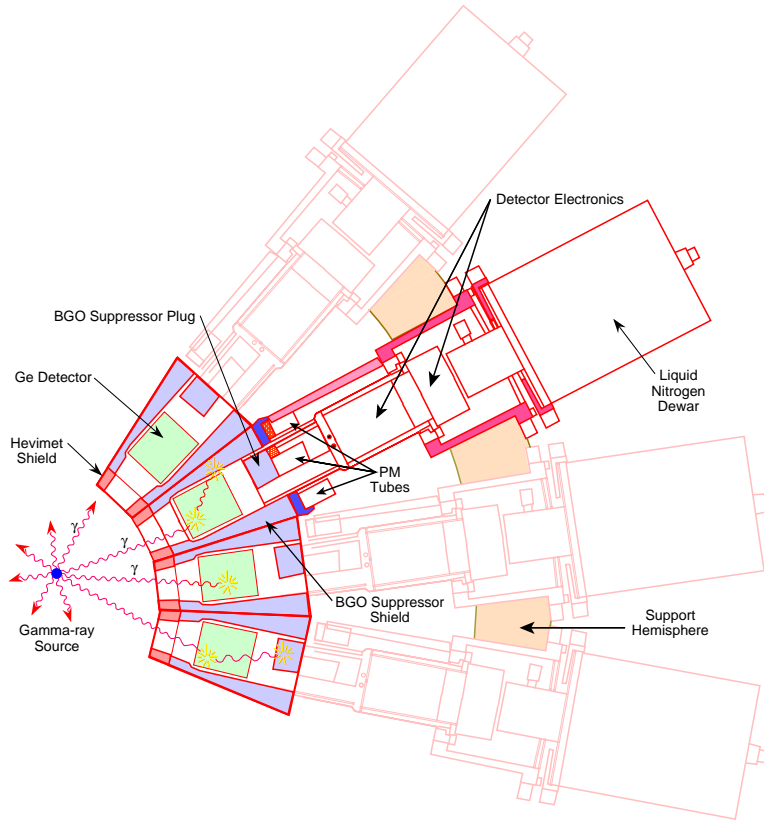 Detector Electronics
BGO Suppressor Plug
Ge Detector
Liquid
Nitrogen
Dewar
Hevimet
Shield
PM
Tubes
γ
γ
γ
BGO Suppressor
Shield
Support
Hemisphere
Gamma-ray
Source